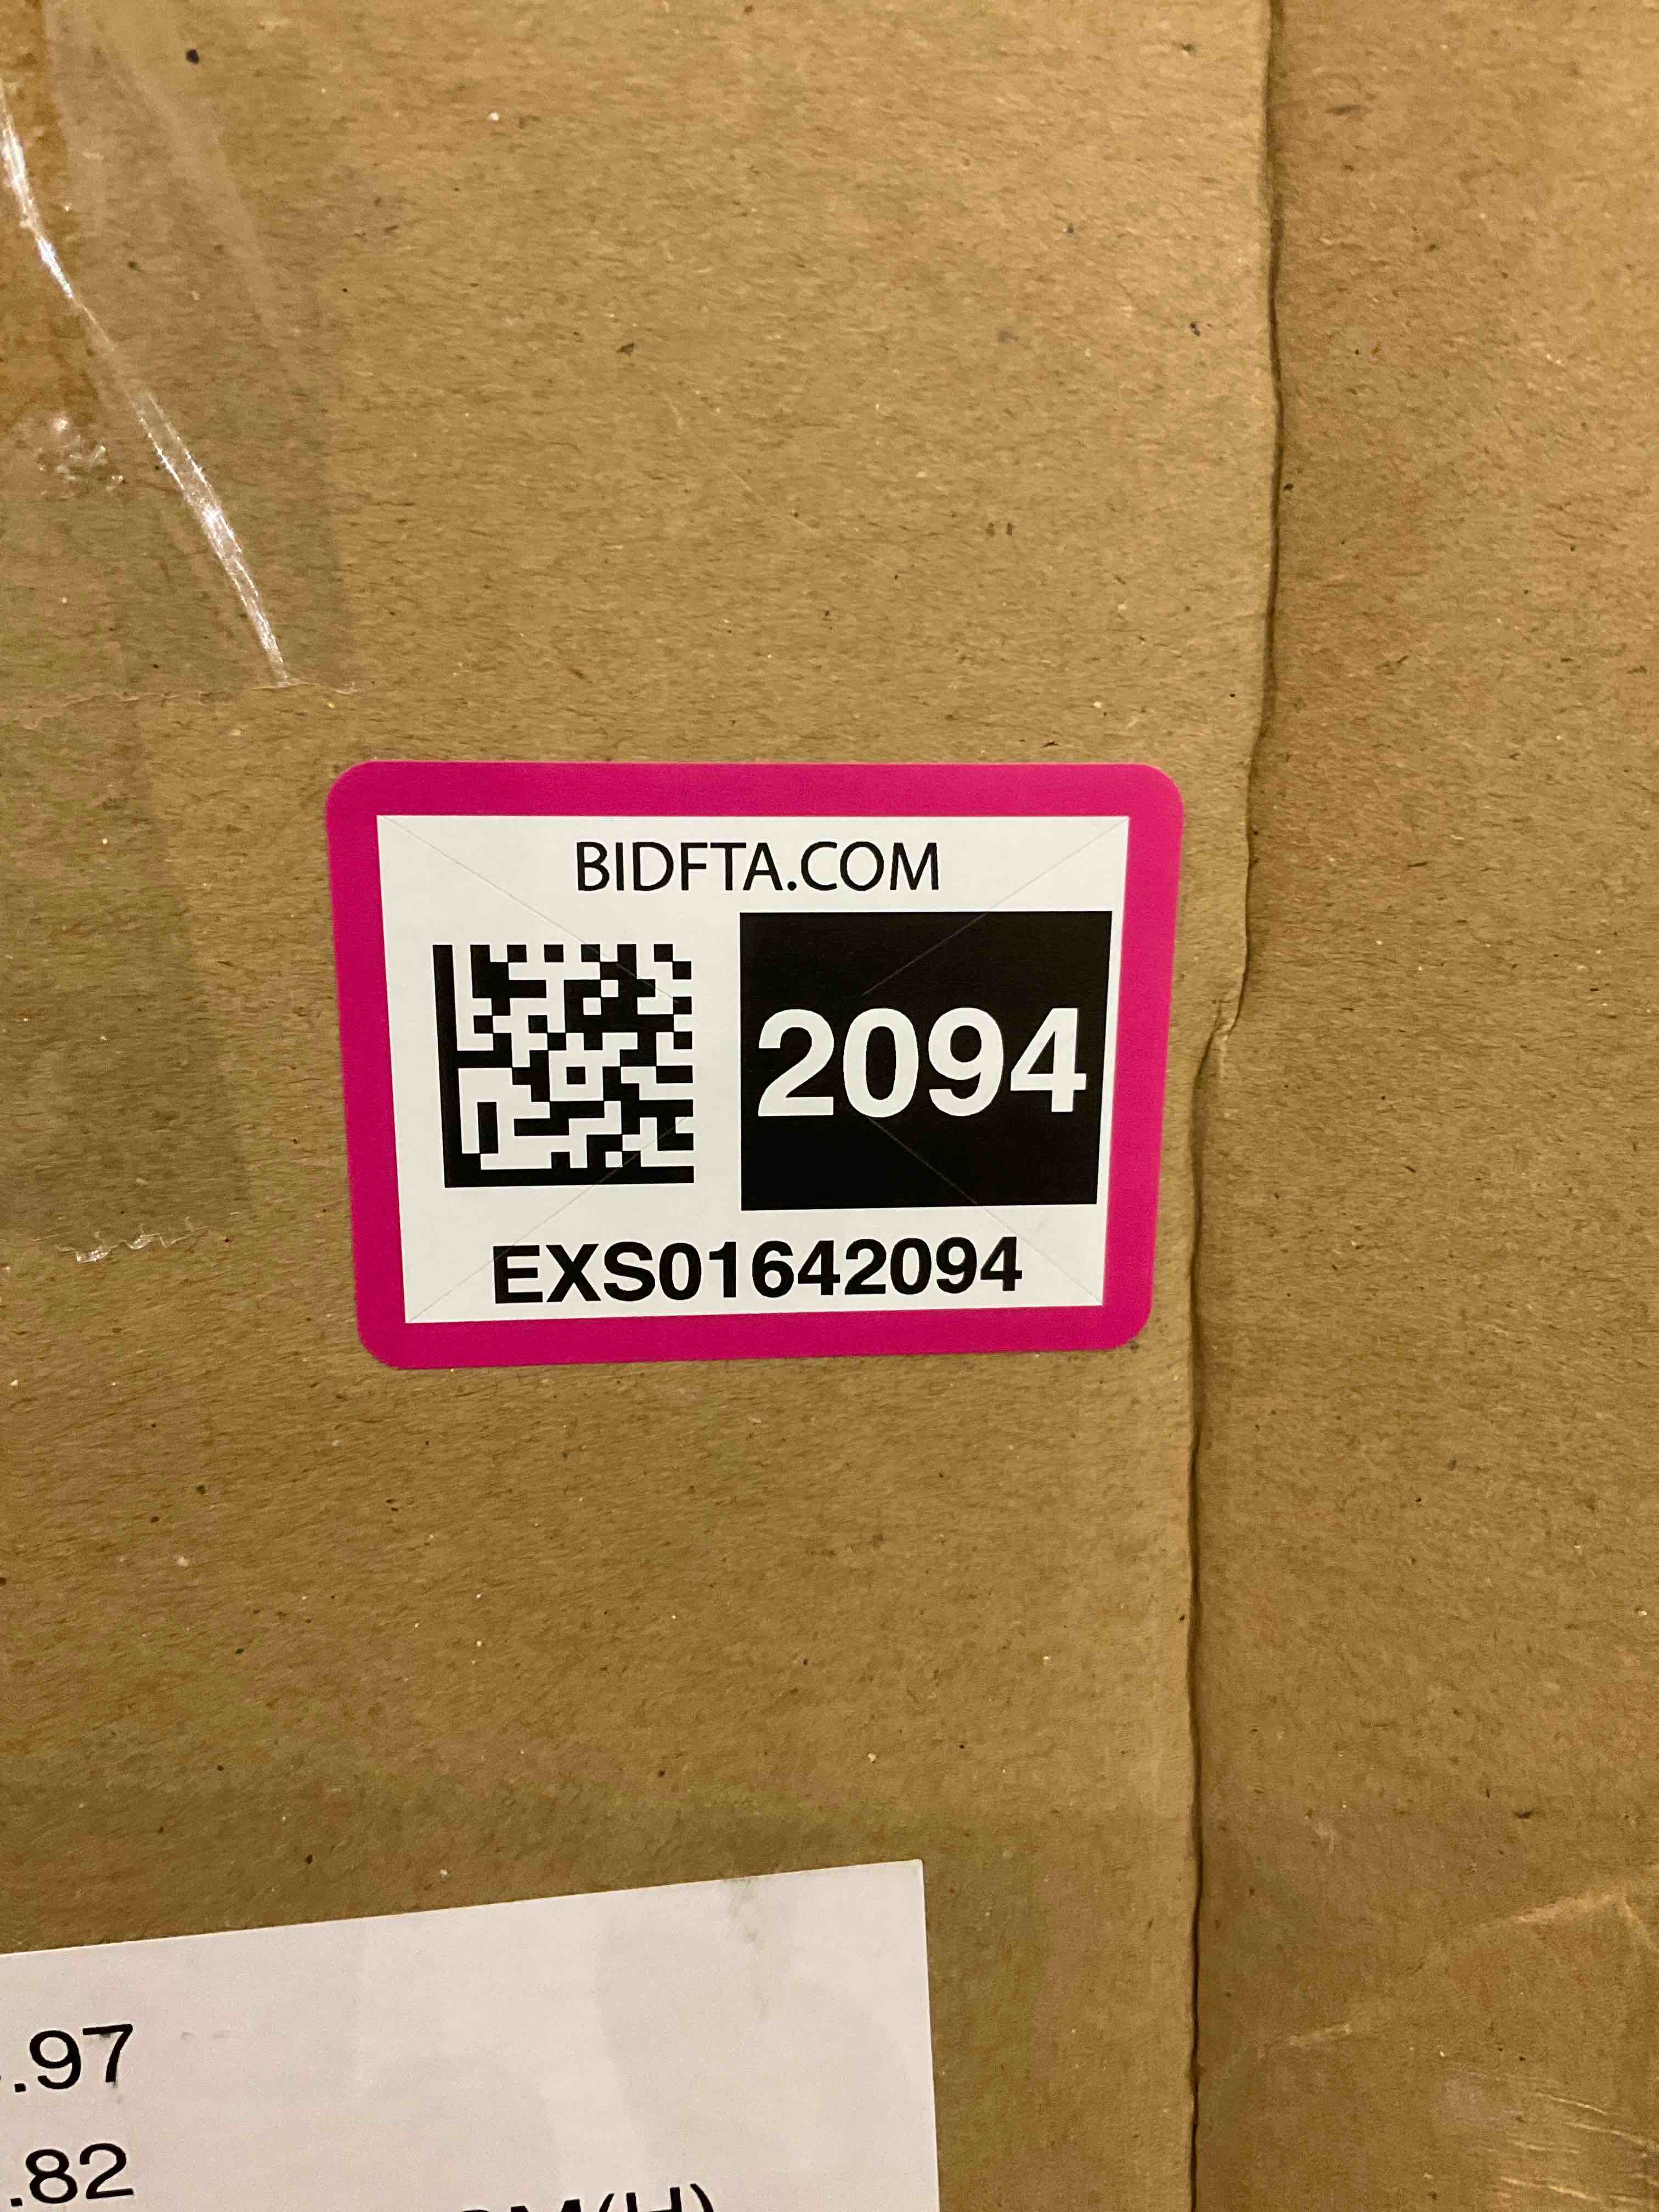 BIDFTA.COM
2094
EXS01642094
.97
.82
M(H)